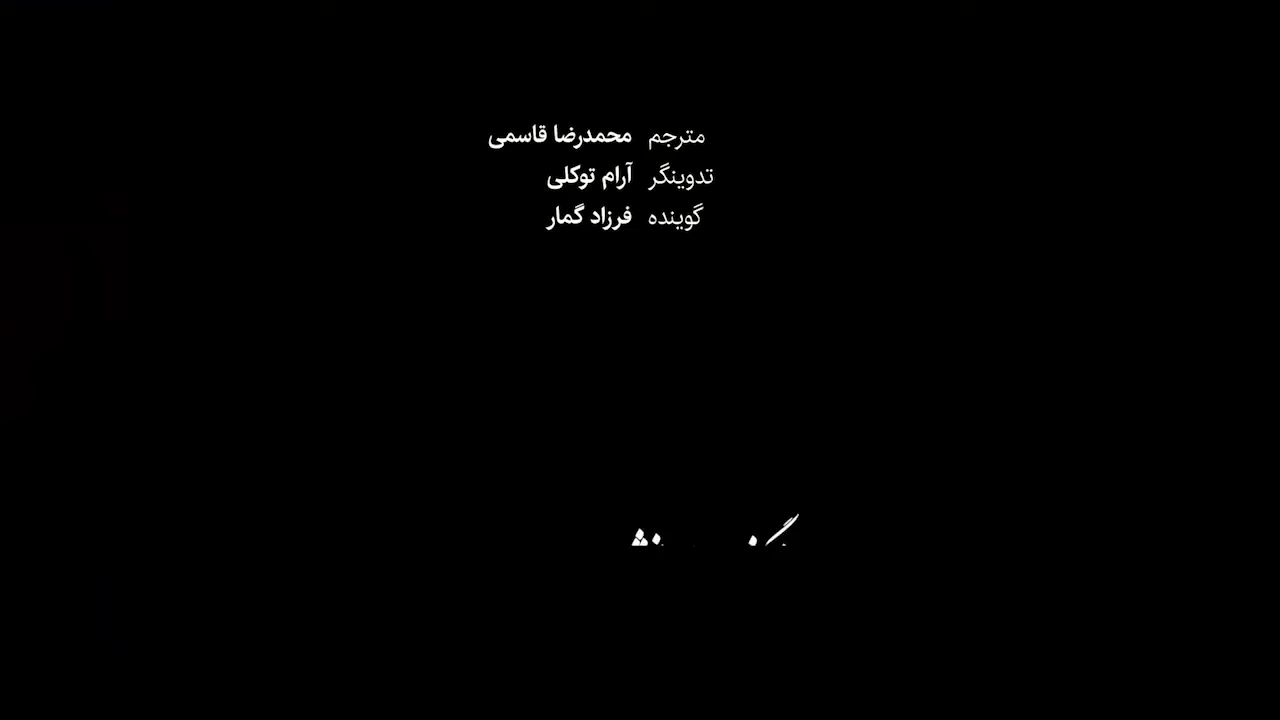 مترجم محمدرضا قاسمی
تدوینگر آرام توکلی
گوینده فرزاد گمار